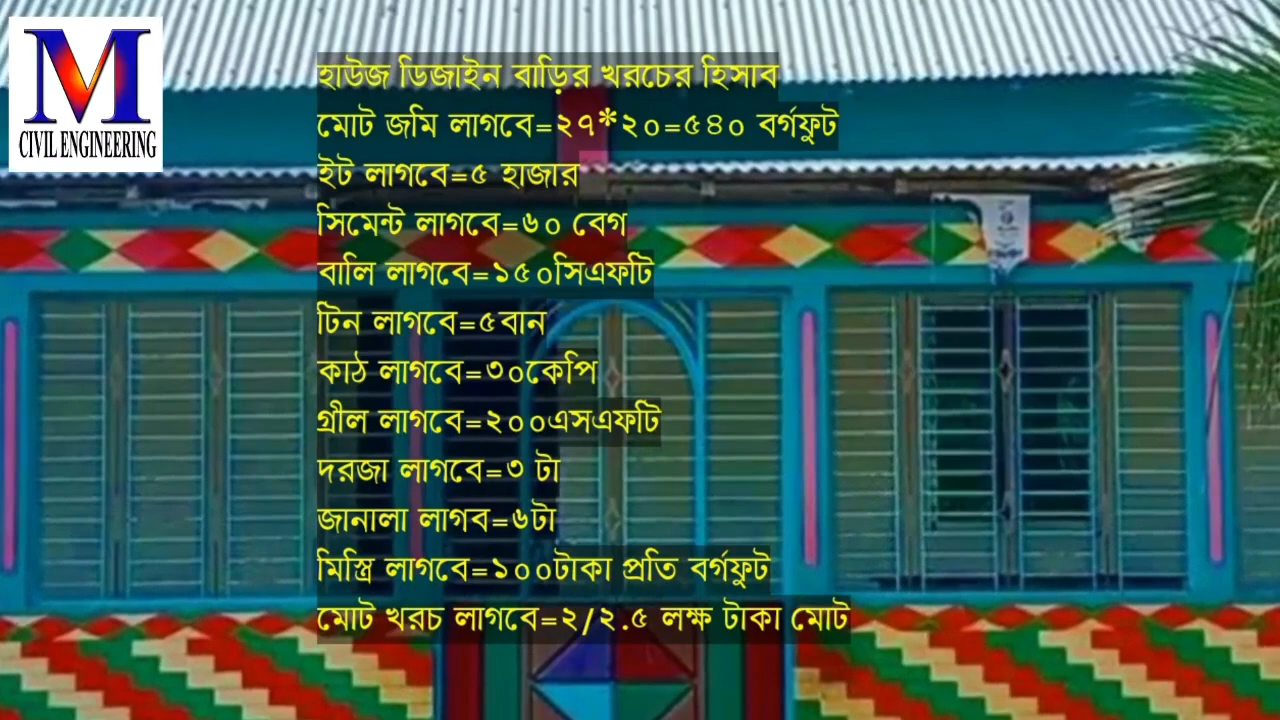 M
CIVIL ENGINEERING
হাউজ ডিজাইন বাড়ির খরচের হিসাব
মোট জমি লাগবে=২৭*২০=৫৪০ বর্গফুট
ইট লাগবে=৫ হাজার
সিমেন্ট লাগবে=৬০ বেগ
বালি লাগবে=১৫০সিএফটি
টিন লাগবে=৫বান
কাঠ লাগবে=৩০কেপি
গ্রীল লাগবে=২০০এসএফটি
দরজা লাগবে=৩ টা
জানালা লাগব=৬টা
মিস্ত্রি লাগবে=১০০টাকা প্রতি বর্গফুট
মোট খরচ লাগবে=২/২.৫ লক্ষ টাকা মোট